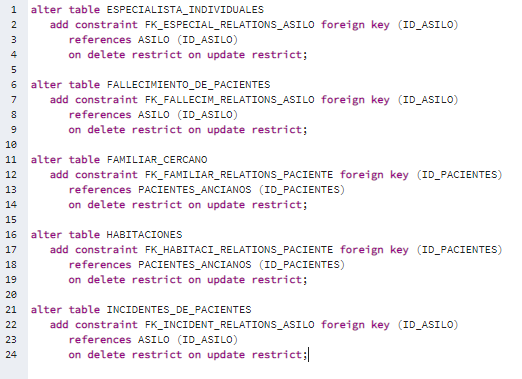 1 alter table ESPECIALISTA_INDIVIDUALES
2 add constraint FK_ESPECIAL_RELATIONS_ASILO foreign key (ID_ASILO)
3 references ASILO (ID_ASILO)
4 on delete restrict on update restrict;
5
6 alter table FALLECIMIENTO_DE_PACIENTES
7 add constraint FK_FALLECIM_RELATIONS_ASILO foreign key (ID_ASILO)
8 references ASILO (ID_ASILO)
9 on delete restrict on update restrict;
10
11 alter table FAMILIAR_CERCANO
12 add constraint FK_FAMILIAR_RELATIONS_PACIENTE foreign key (ID_PACIENTES)
13 references PACIENTES_ANCIANOS (ID_PACIENTES)
14 on delete restrict on update restrict;
15
16 alter table HABITACIONES
17 add constraint FK_HABITACI_RELATIONS_PACIENTE foreign key (ID_PACIENTES)
18 references PACIENTES_ANCIANOS (ID_PACIENTES)
19 on delete restrict on update restrict;
20
21 alter table INCIDENTES_DE_PACIENTES
22 add constraint FK_INCIDENT_RELATIONS_ASILO foreign key (ID_ASILO)
23 references ASILO (ID_ASILO)
24 on delete restrict on update restrict;